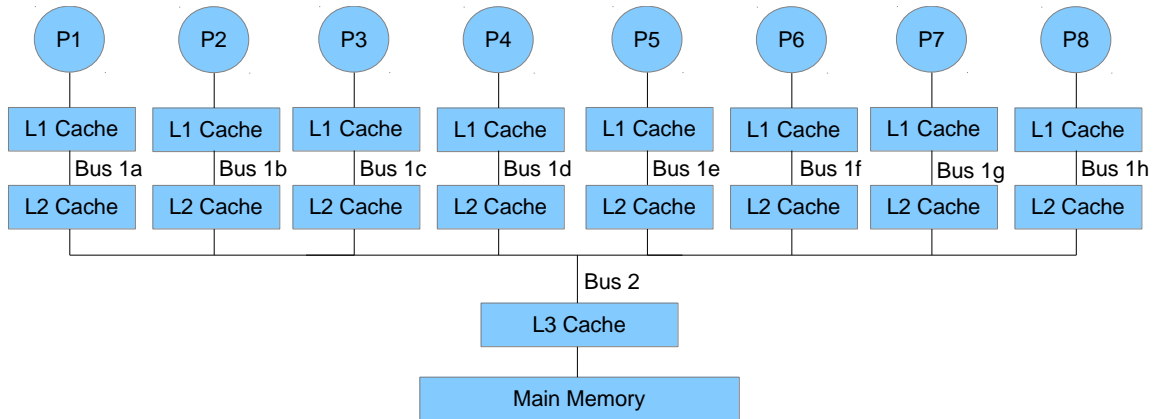 P1 P2 P3 P4 P5 P6 P7 P8
L1 Cache L1 Cache L1 Cache L1 Cache L1 Cache L1 Cache L1 Cache L1 Cache
Bus 1a Bus 1b Bus 1c Bus 1d Bus 1e Bus 1f Bus 1g Bus 1h
L2 Cache L2 Cache L2 Cache L2 Cache L2 Cache L2 Cache L2 Cache L2 Cache
Bus 2
L3 Cache
Main Memory